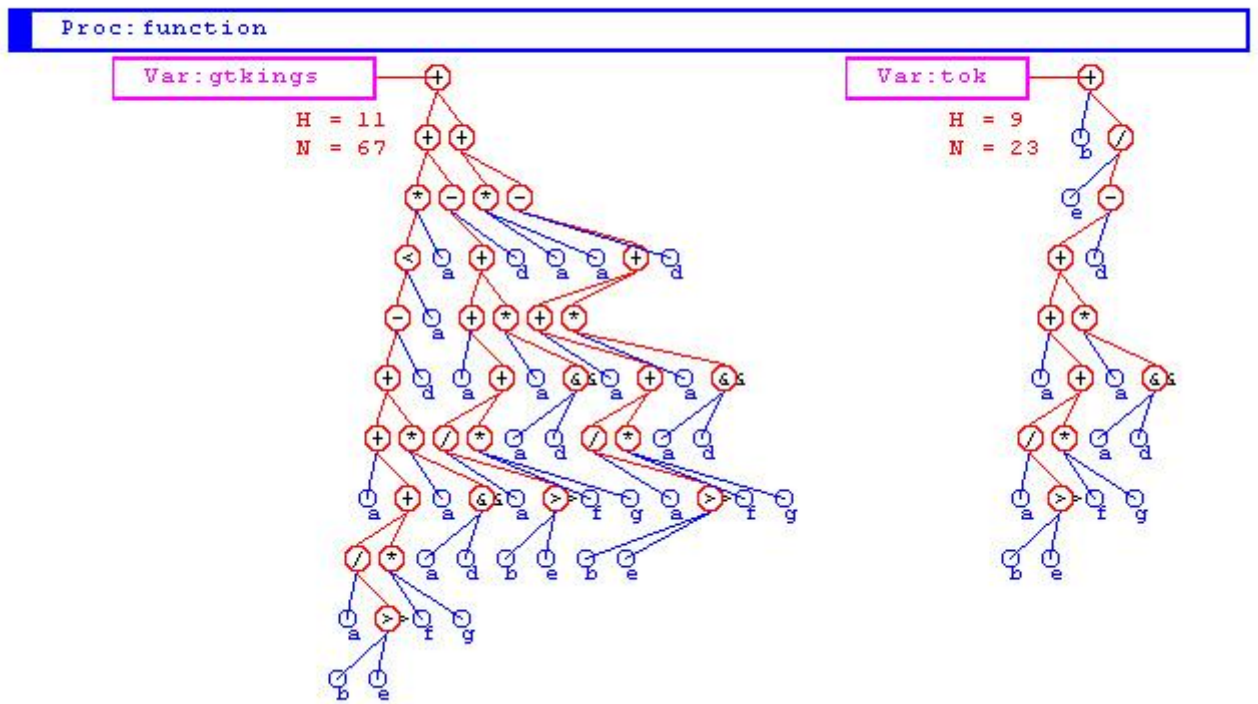 Proc:function
Var:gtkings + Var:tok +
H = 11 H = 9
N = 67 + + N = 23 b /
* - * - e -
< a + d a a + d + d
- a + * + * + *
+ d a + a && a + a && a + a &&
+ * / * a d / * a d / * a d
a + a && a >> f g a >> f g a >> f g
/ * a d b e b e b e
a >> f g
b e